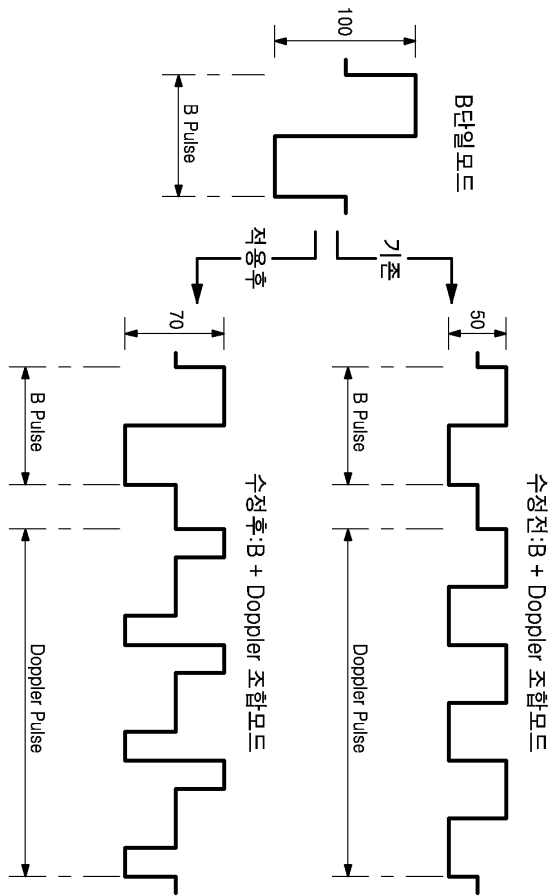 B단일모드
100
B Pulse
기존
적용후
수정전:B + Doppler 조합모드
50
B Pulse
Doppler Pulse
수정후:B + Doppler 조합모드
70
B Pulse
Doppler Pulse